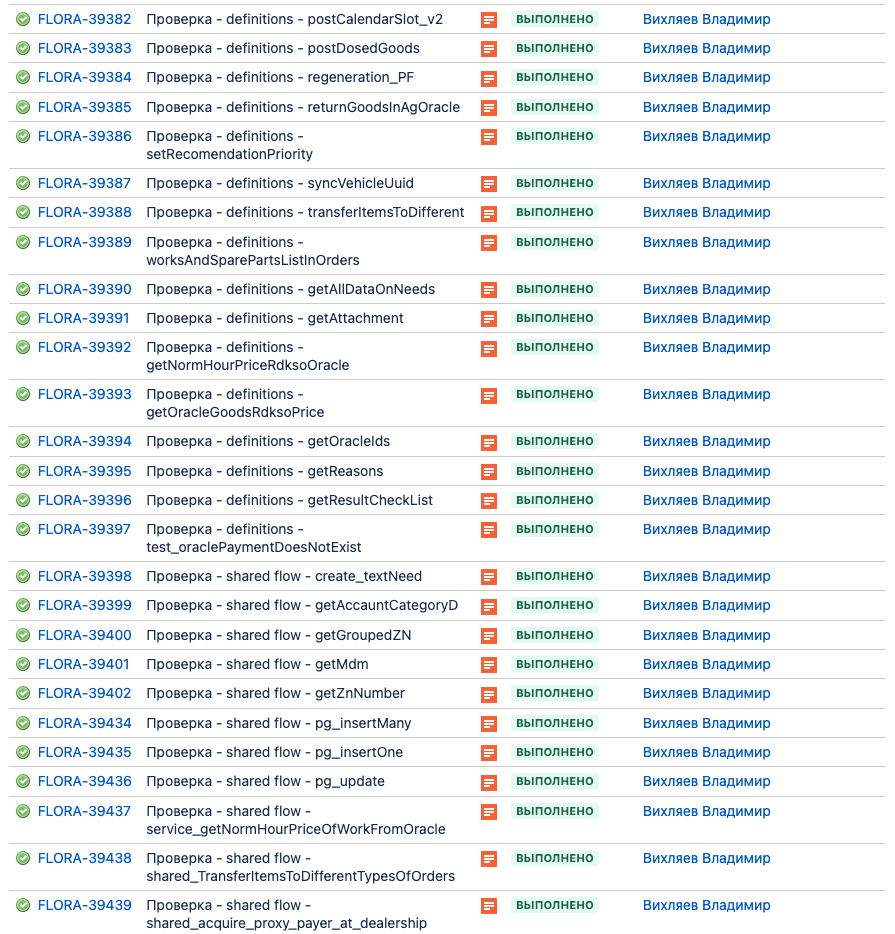 FLORA-39382 Проверка - definitions - postCalendarSlot_v2 ВЫПОЛНЕНО Вихляев Владимир
FLORA-39383 Проверка - definitions - postDosedGoods ВЫПОЛНЕНО Вихляев Владимир
FLORA-39384 Проверка - definitions - regeneration_PF ВЫПОЛНЕНО Вихляев Владимир
FLORA-39385 Проверка - definitions - returnGoodsInAgOracle ВЫПОЛНЕНО Вихляев Владимир
FLORA-39386 Проверка - definitions - ВЫПОЛНЕНО Вихляев Владимир
setRecomendationPriority
FLORA-39387 Проверка - definitions - syncVehicleUuid ВЫПОЛНЕНО Вихляев Владимир
FLORA-39388 Проверка - definitions - transferItemsToDifferent ВЫПОЛНЕНО Вихляев Владимир
FLORA-39389 Проверка - definitions - ВЫПОЛНЕНО Вихляев Владимир
worksAndSparePartsListInOrders
FLORA-39390 Проверка - definitions - getAllDataOnNeeds ВЫПОЛНЕНО Вихляев Владимир
FLORA-39391 Проверка - definitions - getAttachment ВЫПОЛНЕНО Вихляев Владимир
FLORA-39392 Проверка - definitions - ВЫПОЛНЕНО Вихляев Владимир
getNormHourPriceRdksoOracle
FLORA-39393 Проверка - definitions - ВЫПОЛНЕНО Вихляев Владимир
getOracleGoodsRdksoPrice
FLORA-39394 Проверка - definitions - getOracleIds ВЫПОЛНЕНО Вихляев Владимир
FLORA-39395 Проверка - definitions - getReasons ВЫПОЛНЕНО Вихляев Владимир
FLORA-39396 Проверка - definitions - getResultCheckList ВЫПОЛНЕНО Вихляев Владимир
FLORA-39397 Проверка - definitions - ВЫПОЛНЕНО Вихляев Владимир
test_oraclePaymentDoesNotExist
FLORA-39398 Проверка - shared flow - create_textNeed ВЫПОЛНЕНО Вихляев Владимир
FLORA-39399 Проверка - shared flow - getAccauntCategoryD ВЫПОЛНЕНО Вихляев Владимир
FLORA-39400 Проверка - shared flow - getGroupedZN ВЫПОЛНЕНО Вихляев Владимир
FLORA-39401 Проверка - shared flow - getMdm ВЫПОЛНЕНО Вихляев Владимир
FLORA-39402 Проверка - shared flow - getZnNumber ВЫПОЛНЕНО Вихляев Владимир
FLORA-39434 Проверка - shared flow - pg_insertMany ВЫПОЛНЕНО Вихляев Владимир
FLORA-39435 Проверка - shared flow - pg_insertOne ВЫПОЛНЕНО Вихляев Владимир
FLORA-39436 Проверка - shared flow - pg_update ВЫПОЛНЕНО Вихляев Владимир
FLORA-39437 Проверка - shared flow - ВЫПОЛНЕНО Вихляев Владимир
service_getNormHourPriceOfWorkFromOracle
FLORA-39438 Проверка - shared flow - ВЫПОЛНЕНО Вихляев Владимир
shared_TransferItemsToDifferentTypesOfOrders
FLORA-39439 Проверка - shared flow - ВЫПОЛНЕНО Вихляев Владимир
shared_acquire_proxy_payer_at_dealership